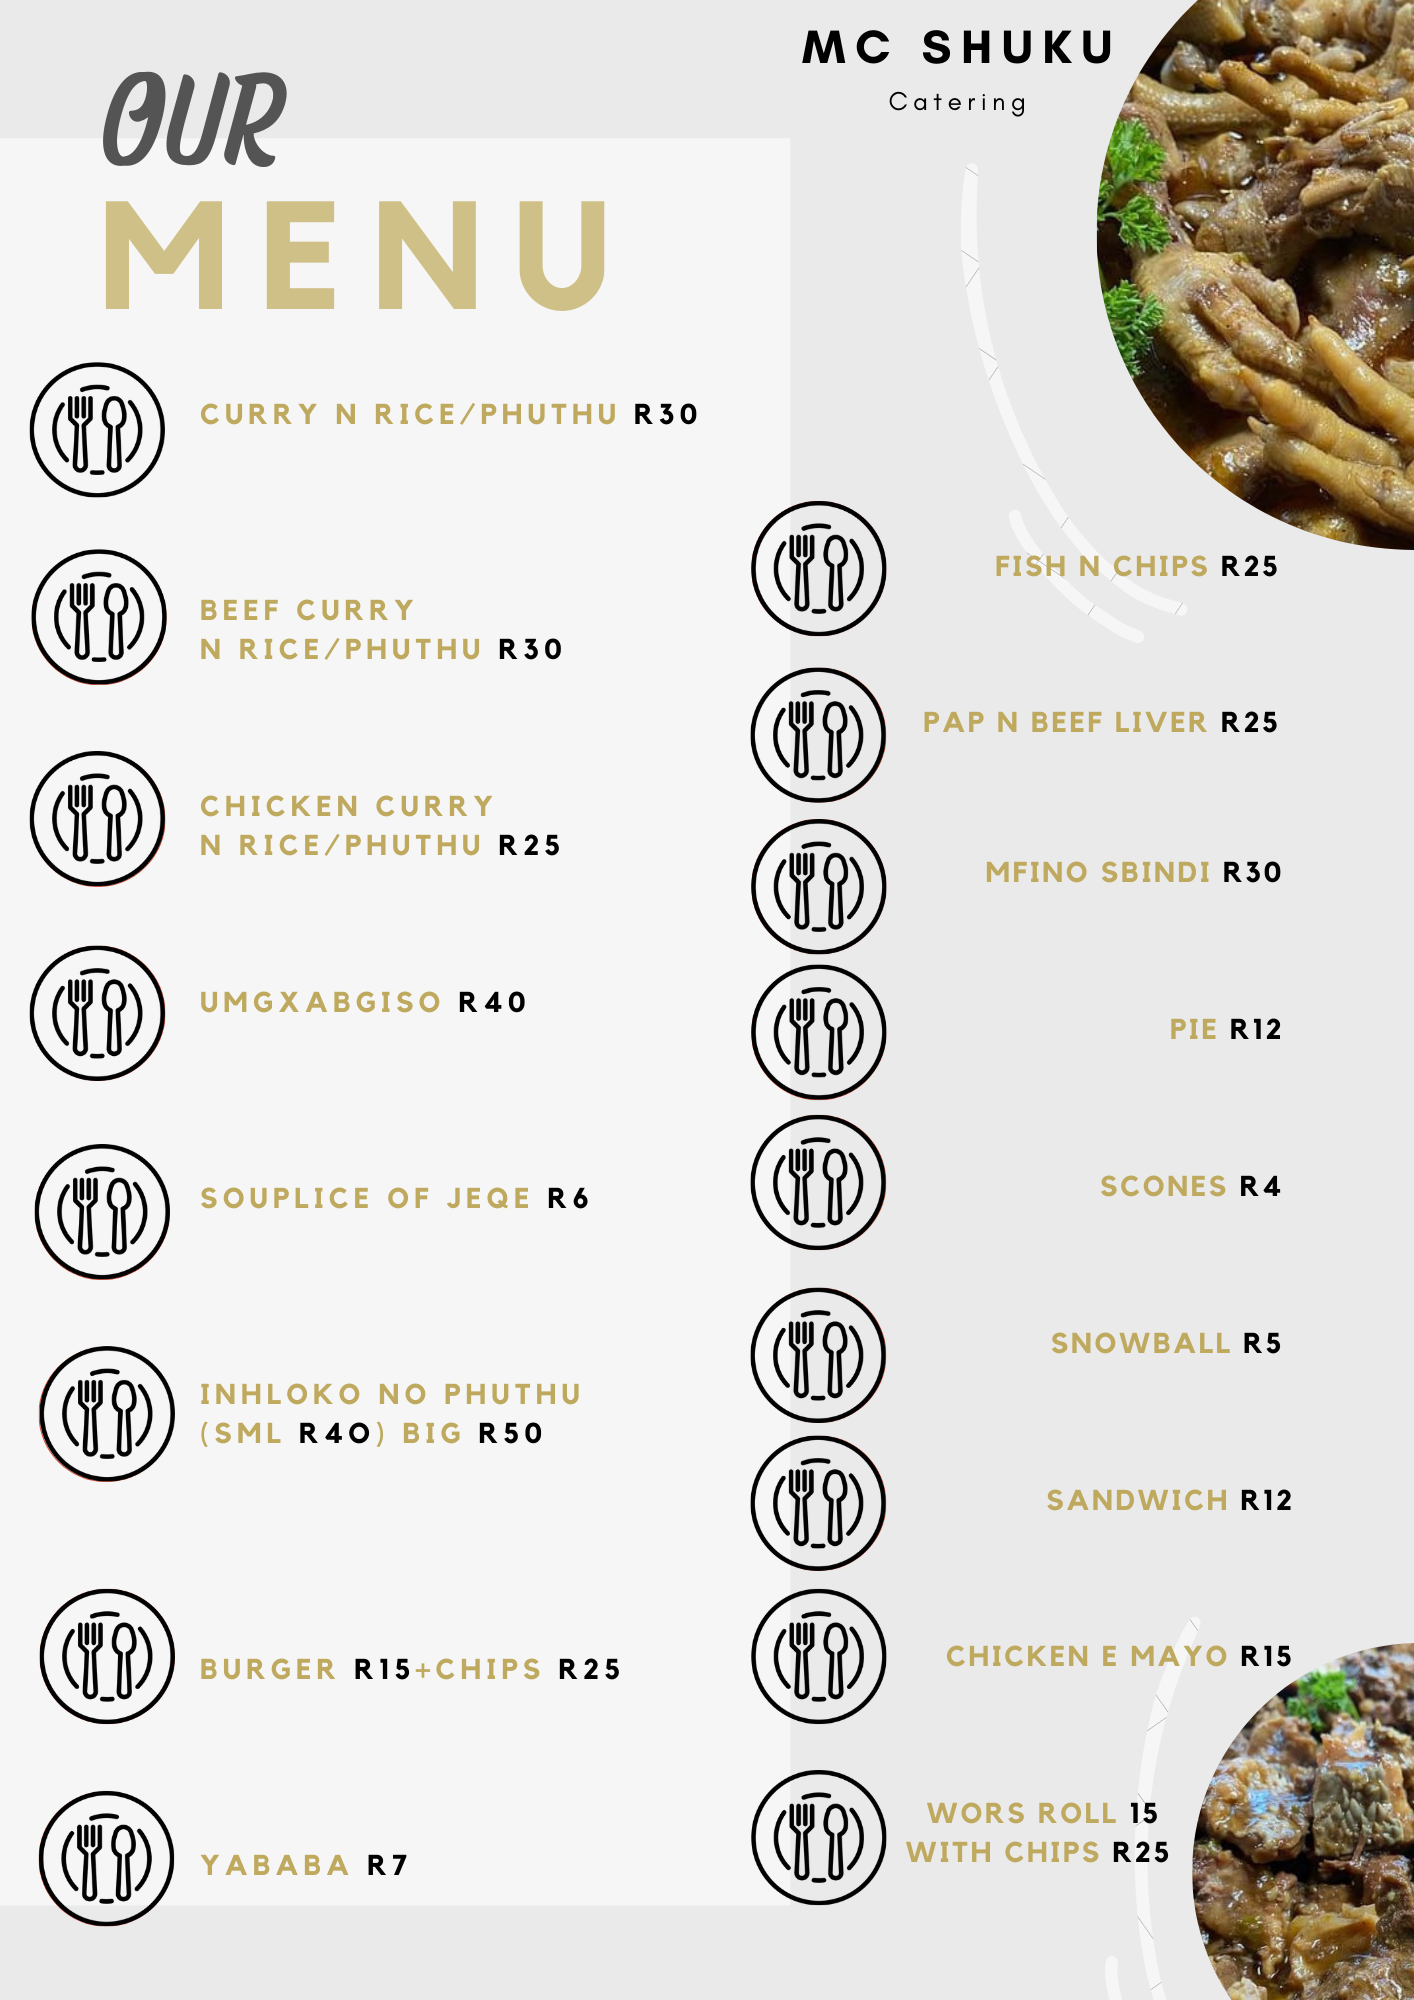 MC SHUKU
Catering
OUR
MENU
CURRY N RICE/PHUTHU R30
BEEF CURRY
N RICE/PHUTHU R30
CHICKEN CURRY
N RICE/PHUTHU R25
UMGXABGISO R40
SOUPLICE OF JEQE R6
INHLOKO NO PHUTHU
(SML R4O) BIG R50
BURGER R15+CHIPS R25
YABABA R7
FISH N CHIPS R25
PAP N BEEF LIVER R25
MFINO SBINDI R30
PIE R12
SCONES R4
SNOWBALL R5
SANDWICH R12
CHICKEN E MAYO R15
WORS ROLL 15
WITH CHIPS R25